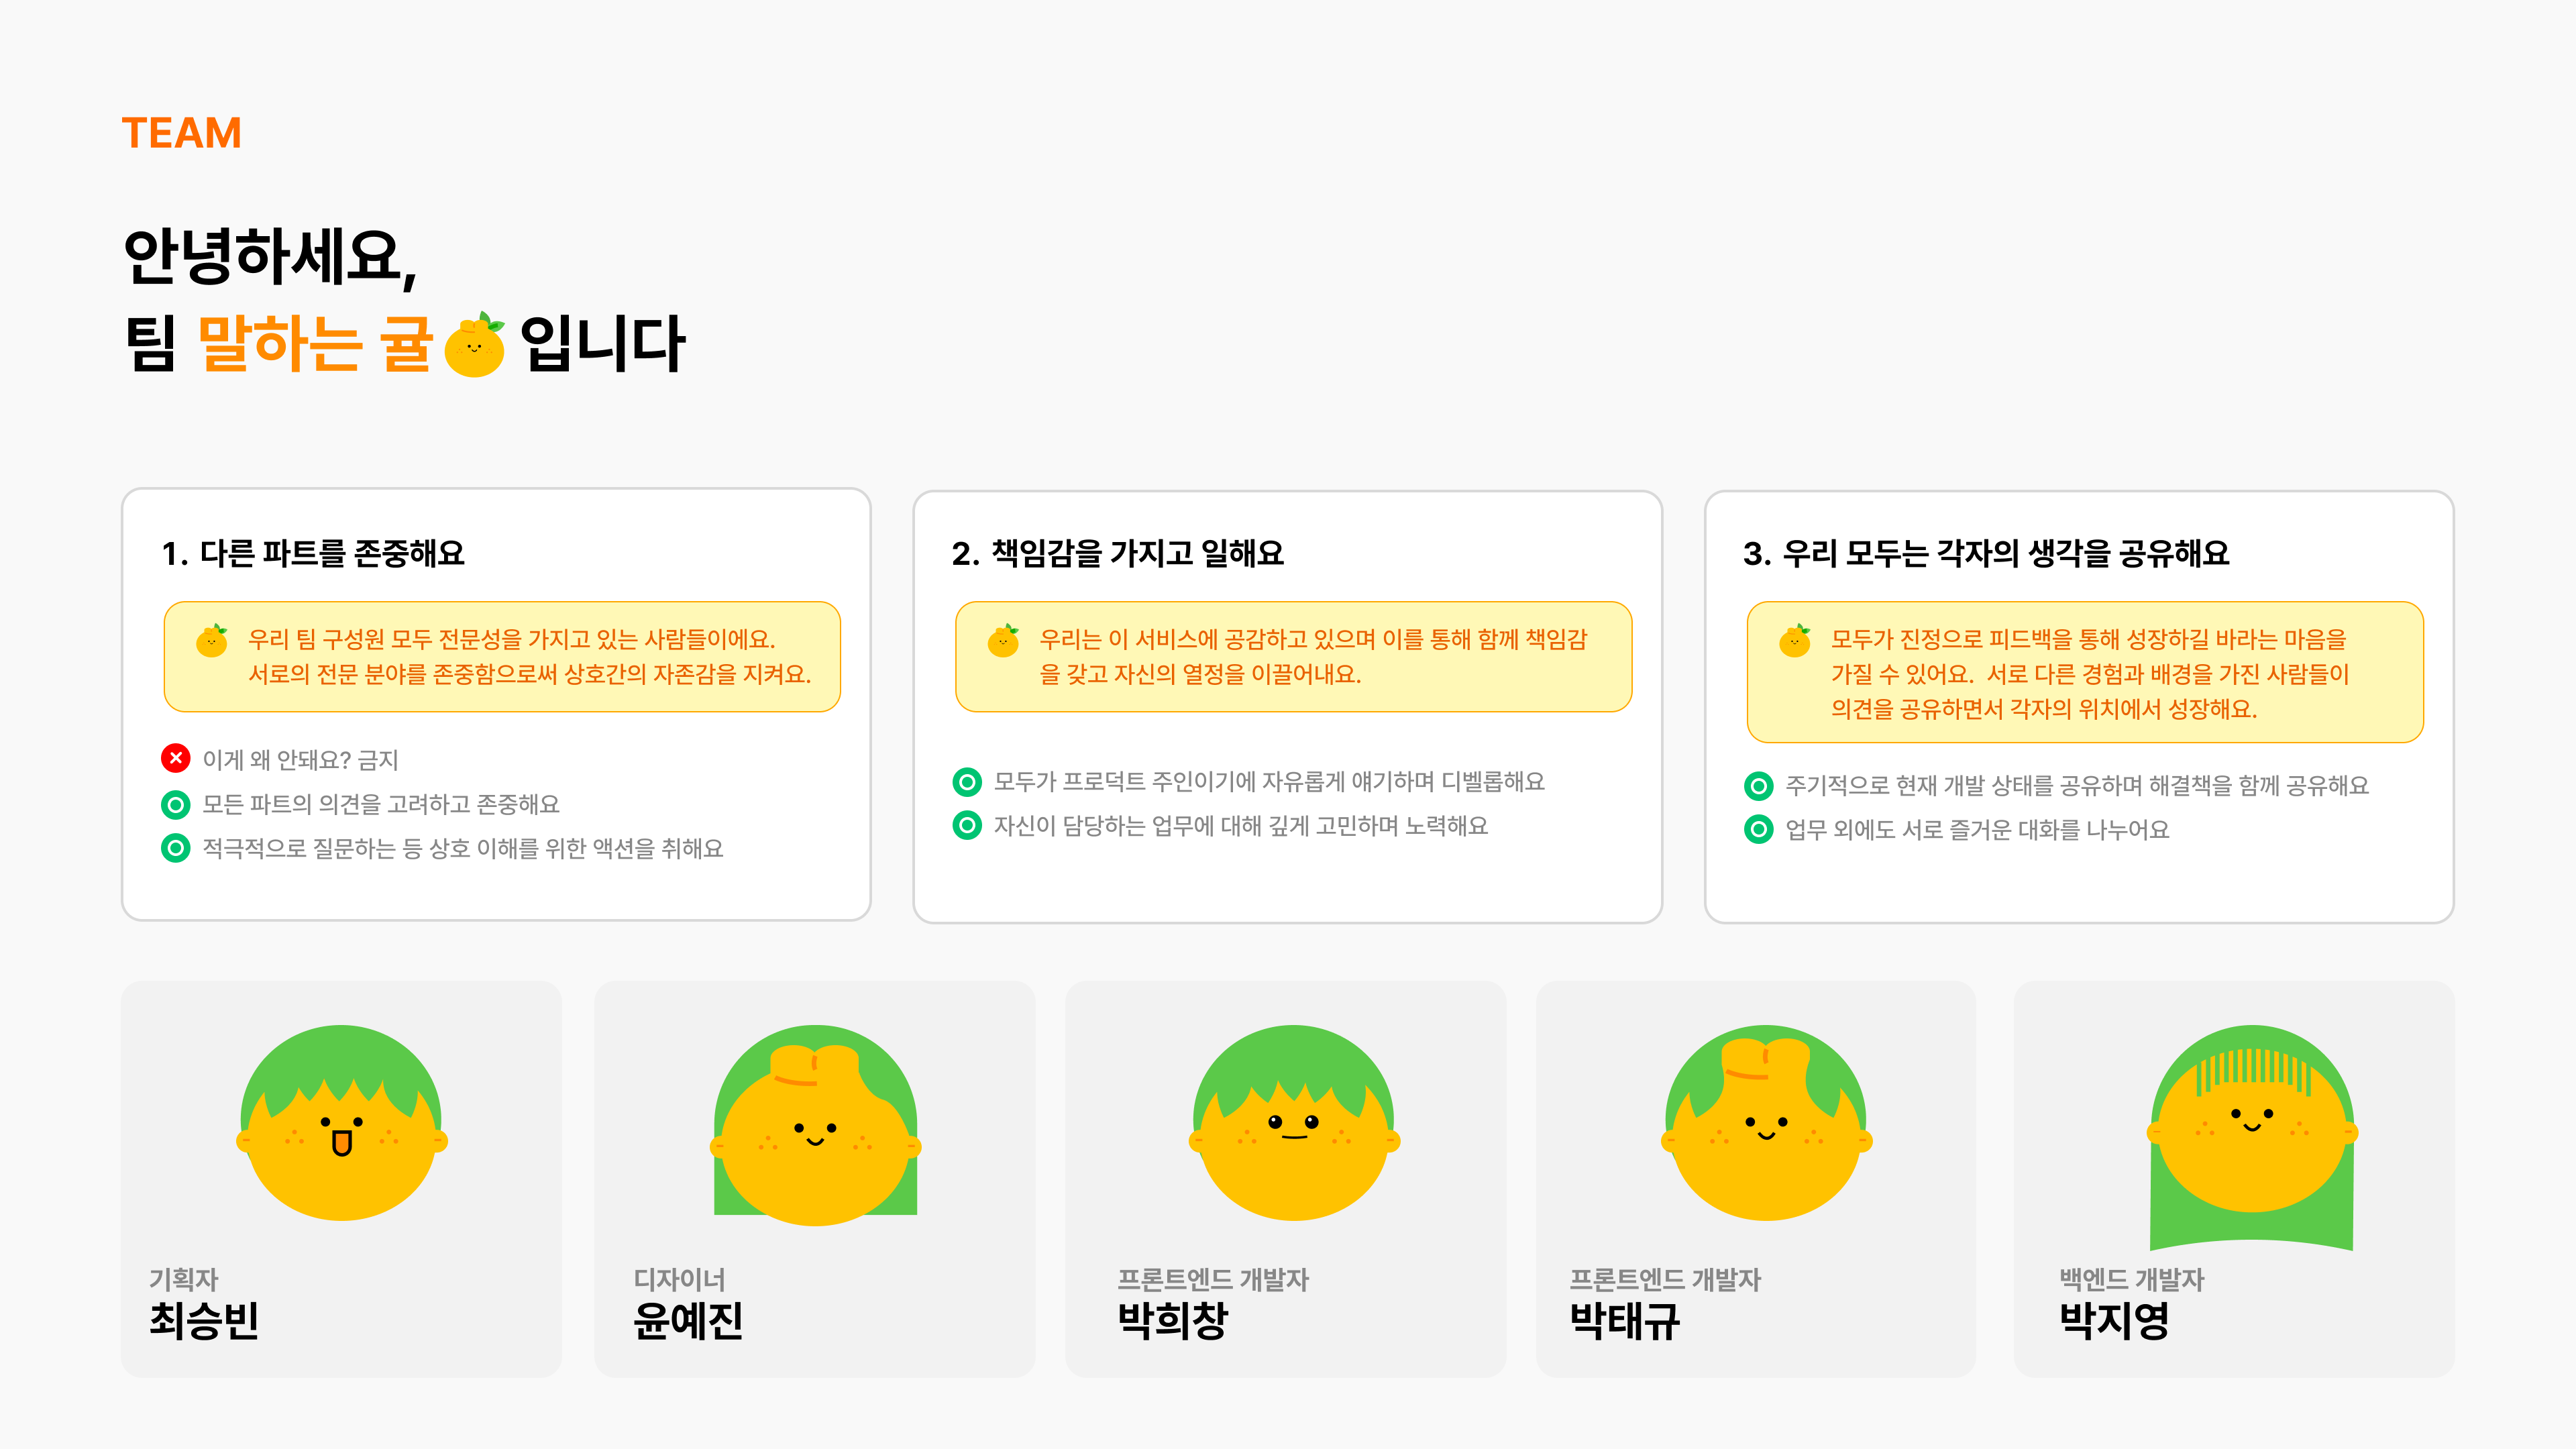 TEAM
안녕하세요,
팀 말하는 귤 입니다
1. 다른 파트를 존중해요
우리 팀 구성원 모두 전문성을 가지고 있는 사람들이에요.
서로의 전문 분야를 존중함으로써 상호간의 자존감을 지켜요.
이게 왜 안돼요? 금지
모든 파트의 의견을 고려하고 존중해요
적극적으로 질문하는 등 상호 이해를 위한 액션을 취해요
2. 책임감을 가지고 일해요
우리는 이 서비스에 공감하고 있으며 이를 통해 함께 책임감
을 갖고 자신의 열정을 이끌어내요.
모두가 프로덕트 주인이기에 자유롭게 얘기하며 디벨롭해요
자신이 담당하는 업무에 대해 깊게 고민하며 노력해요
3. 우리 모두는 각자의 생각을 공유해요
모두가 진정으로 피드백을 통해 성장하길 바라는 마음을
가질 수 있어요. 서로 다른 경험과 배경을 가진 사람들이
의견을 공유하면서 각자의 위치에서 성장해요.
주기적으로 현재 개발 상태를 공유하며 해결책을 함께 공유해요
업무 외에도 서로 즐거운 대화를 나누어요
기획자
최승빈
디자이너
윤예진
프론트엔드 개발자
박희창
프론트엔드 개발자
박태규
백엔드 개발자
박지영